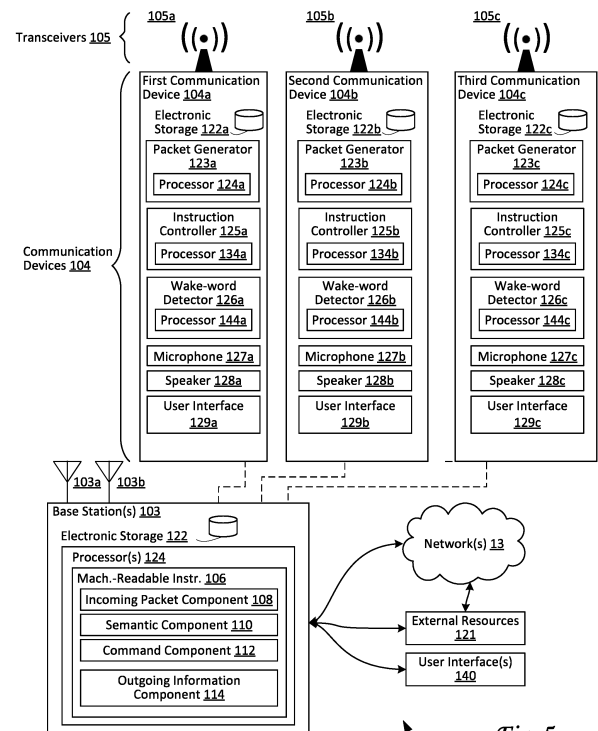 105a
105b
105c
Transceivers 105
First Communication
Device 104a
Electronic
Storage 122a
Packet Generator
123a
Processor 124a
Instruction
Controller 125a
Processor 134a
Wake-word
Detector 126a
Processor 144a
Microphone 127a
Speaker 128a
User Interface
129a
Second Communication
Device 104b
Electronic
Storage 122b
Packet Generator
123b
Processor 124b
Instruction
Controller 125b
Processor 134b
Wake-word
Detector 126b
Processor 144b
Microphone 127b
Speaker 128b
User Interface
129b
Third Communication
Device 104c
Electronic
Storage 122c
Packet Generator
123c
Processor 124c
Instruction
Controller 125c
Processor 134c
Wake-word
Detector 126c
Processor 144c
Microphone 127c
Speaker 128c
User Interface
129c
Communication
Devices 104
103a
103b
Base Station(s) 103
Electronic Storage 122
Processor(s) 124
Mach.-Readable Instr. 106
Incoming Packet Component 108
Semantic Component 110
Command Component 112
Outgoing Information
Component 114
Network(s) 13
External Resources
121
User Interface(s)
140